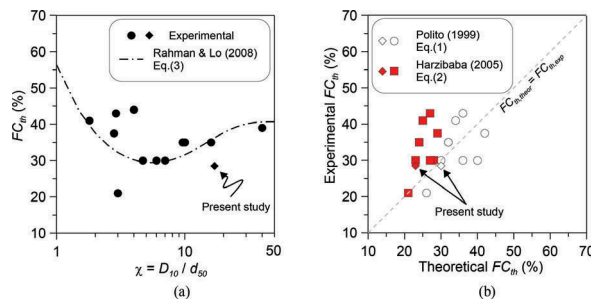 (a)
70
60
50
40
30
20
10
FC_th (%)
Experimental
Rahman & Lo (2008)
Eq.(3)
Present study
1
10
50
χ = D_10 / d_50
(a)
(b)
70
60
50
40
30
20
10
Experimental FC_th (%)
Polito (1999)
Eq.(1)
Harzibaba (2005)
Eq.(2)
FC_th,theor = FC_th,exp
Present study
10 20 30 40 50 60 70
Theoretical FC_th (%)
(b)